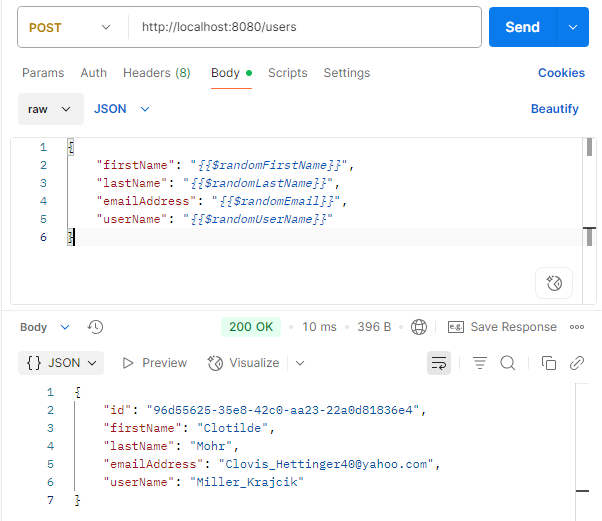 POST http://localhost:8080/users Send
Params Auth Headers (8) Body Scripts Settings Cookies
raw JSON Beautify
1 {
2 "firstName": "{{$randomFirstName}}",
3 "lastName": "{{$randomLastName}}",
4 "emailAddress": "{{$randomEmail}}",
5 "userName": "{{$randomUserName}}"
6 }
Body 200 OK • 10 ms • 396 B • e.g. Save Response
{} JSON Preview Visualize
1 {
2 "id": "96d55625-35e8-42c0-aa23-22a0d81836e4",
3 "firstName": "Clotilde",
4 "lastName": "Mohr",
5 "emailAddress": "Clovis_Hettinger40@yahoo.com",
6 "userName": "Miller_Krajcik"
7 }